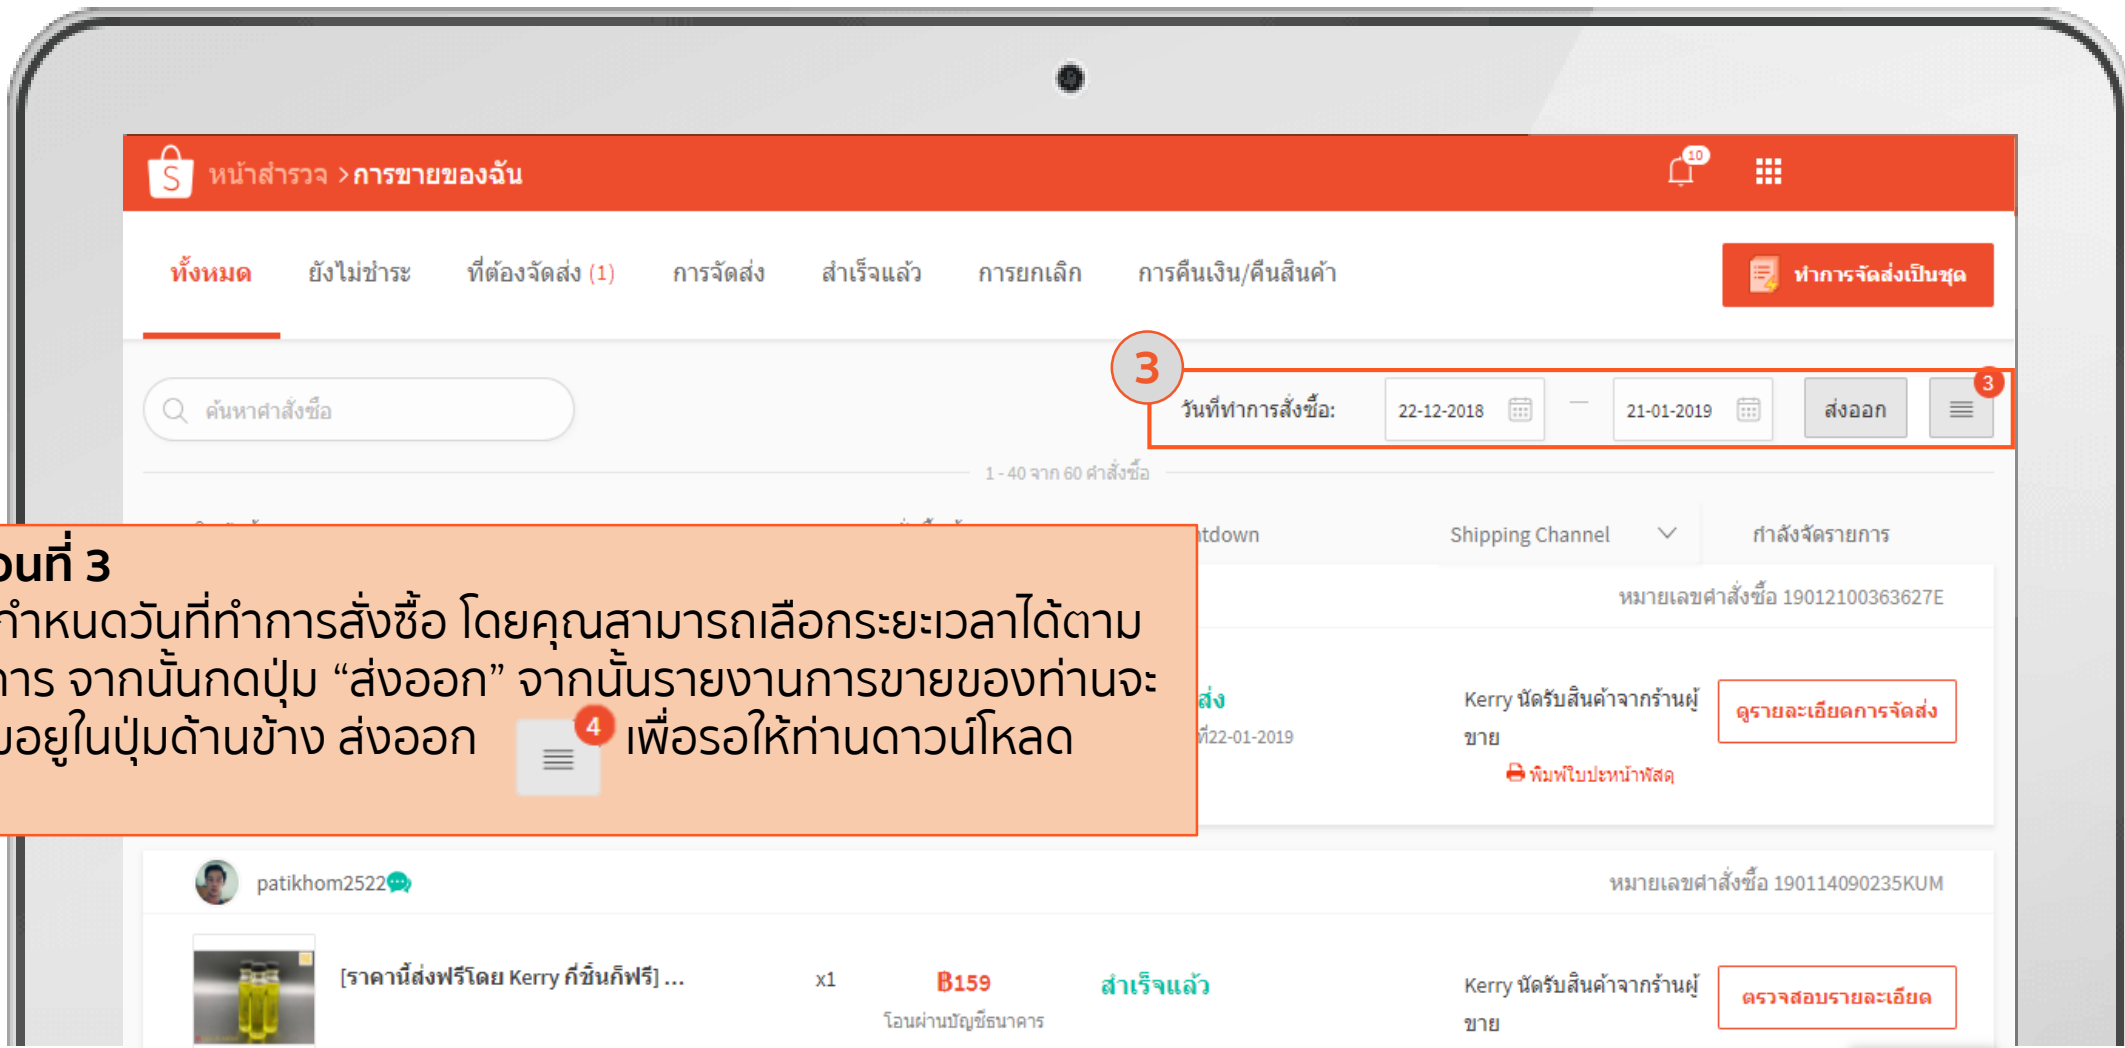 หน้าสำรวจ >การขายของฉัน
10
ทั้งหมด ยังไม่ชำระ ที่ต้องจัดส่ง (1) การจัดส่ง สำเร็จแล้ว การยกเลิก การคืนเงิน/คืนสินค้า ทำการจัดส่งเป็นชุด
3
ค้นหาคำสั่งซื้อ วันที่ทำการสั่งซื้อ: 22-12-2018 — 21-01-2019 ส่งออก 3
1 - 40 จาก 60 คำสั่งซื้อ
Shipping Channel กำลังจัดรายการ
หมายเลขคำสั่งซื้อ 19012100363627E
ที่ 3
กำหนดวันที่ทำการสั่งซื้อ โดยคุณสามารถเลือกระยะเวลาได้ตาม
จากนั้นกดปุ่ม “ส่งออก” จากนั้นรายงานการขายของท่านจะ
อยู่ในปุ่มด้านข้าง ส่งออก 4 เพื่อรอให้ท่านดาวน์โหลด
ส่ง
ที่22-01-2019
Kerry นัดรับสินค้าจากร้านผู้
ขาย
พิมพ์ใบปะหน้าพัสดุ
ดูรายละเอียดการจัดส่ง
patikhom2522 หมายเลขคำสั่งซื้อ 190114090235KUM
[ราคานี้ส่งฟรีโดย Kerry กี่ชิ้นก็ฟรี] ... x1 ฿159 สำเร็จแล้ว
โอนผ่านบัญชีธนาคาร
Kerry นัดรับสินค้าจากร้านผู้
ขาย
ตรวจสอบรายละเอียด